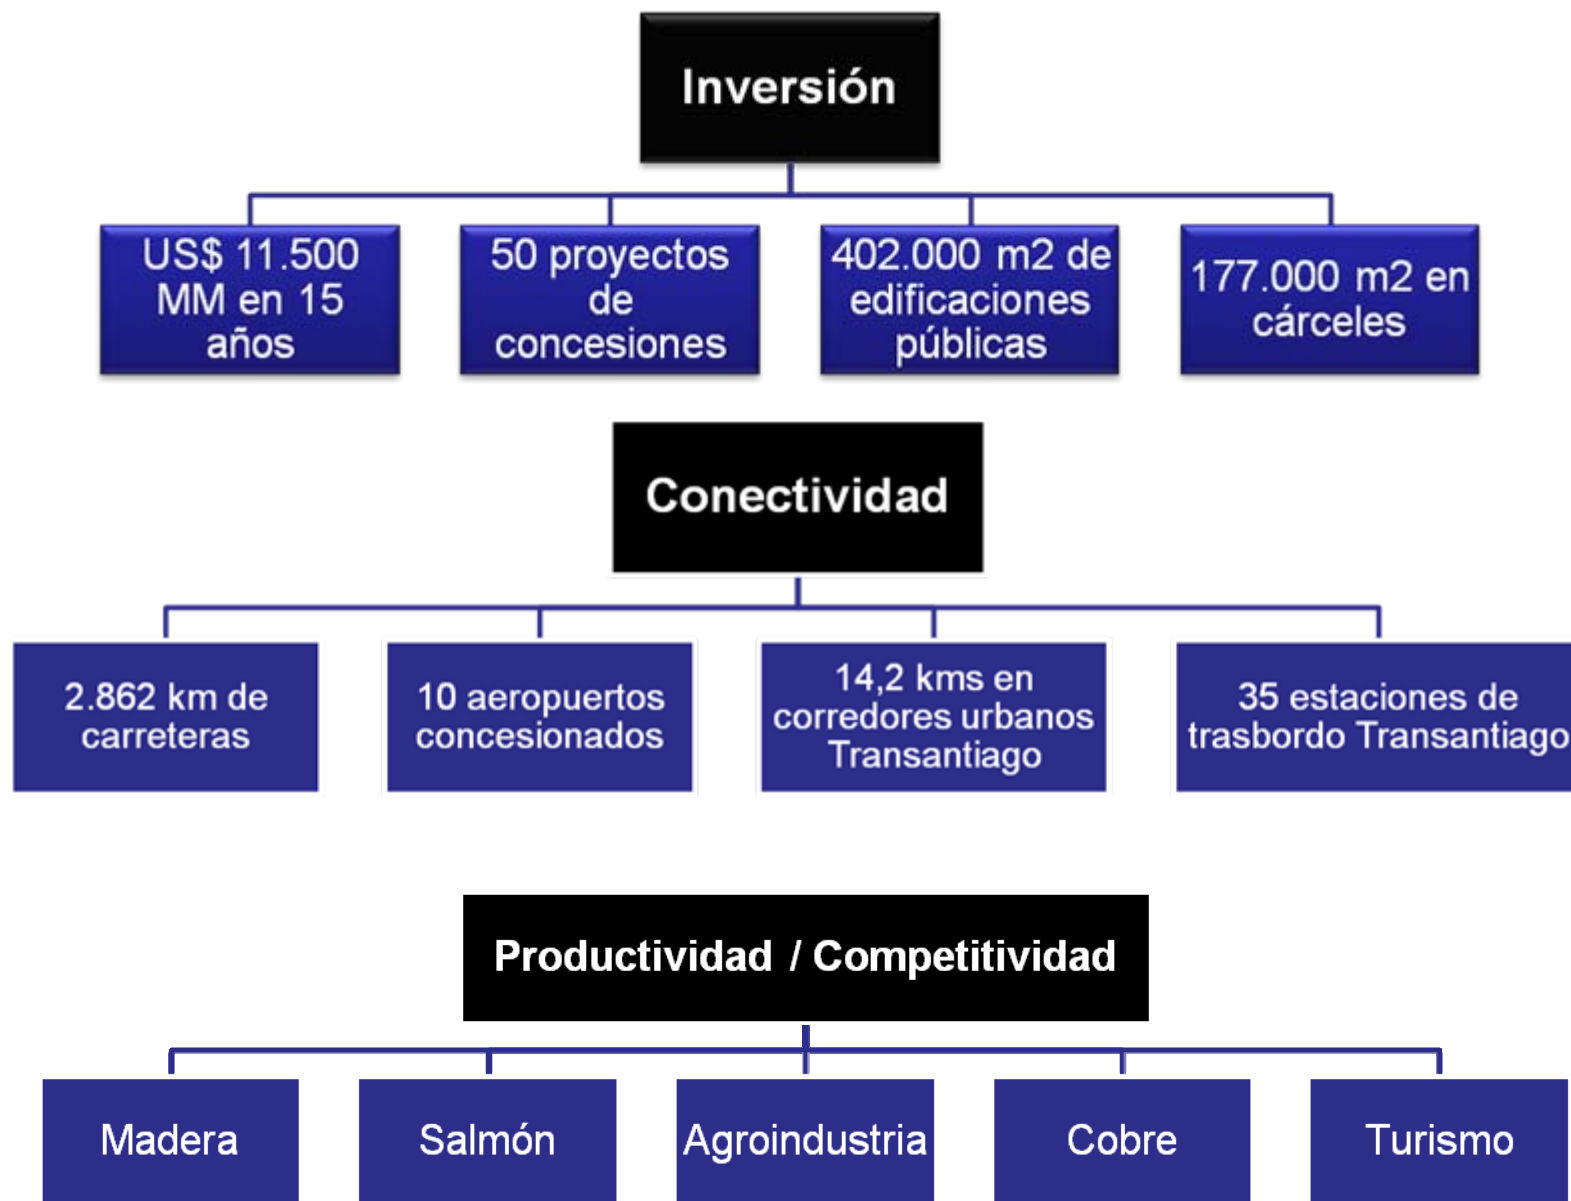 Inversión
US$ 11.500
MM en 15
años
50 proyectos
de
concesiones
402.000 m2 de
edificaciones
públicas
177.000 m2 en
cárceles
Conectividad
2.862 km de
carreteras
10 aeropuertos
concesionados
14,2 kms en
corredores urbanos
Transantiago
35 estaciones de
trasbordo Transantiago
Productividad / Competitividad
Madera
Salmón
Agroindustria
Cobre
Turismo